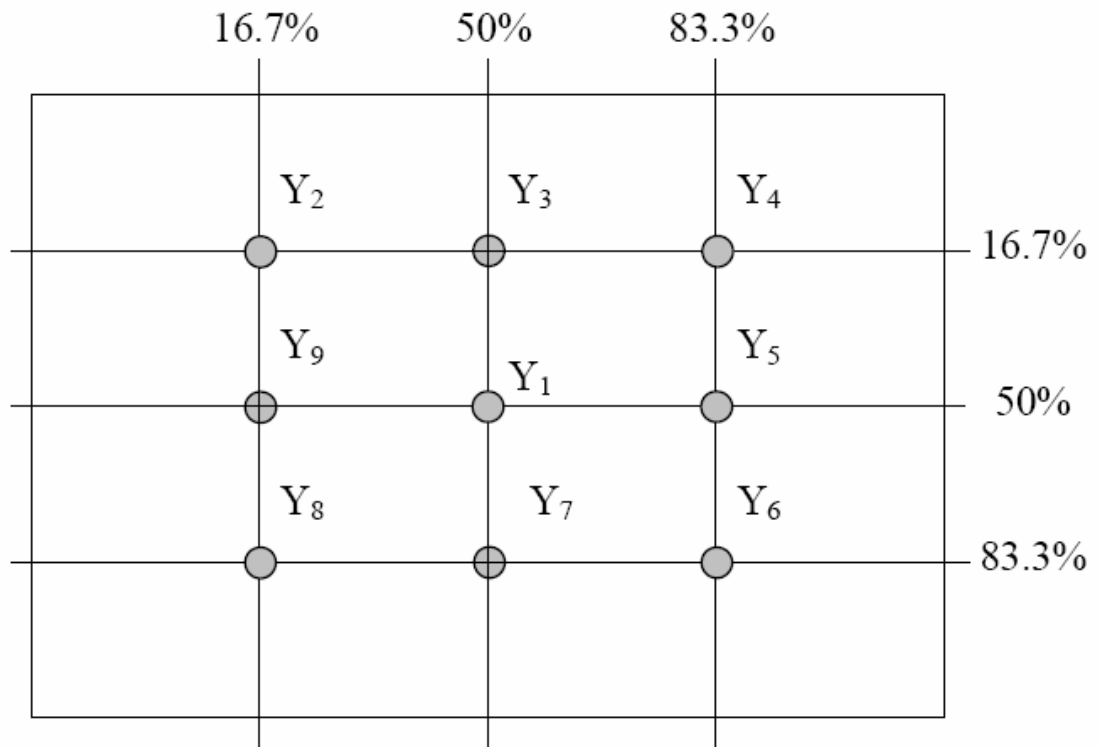 16.7% 50% 83.3%
Y₂ Y₃ Y₄
16.7%
Y₉ Y₁ Y₅
50%
Y₈ Y₇ Y₆
83.3%